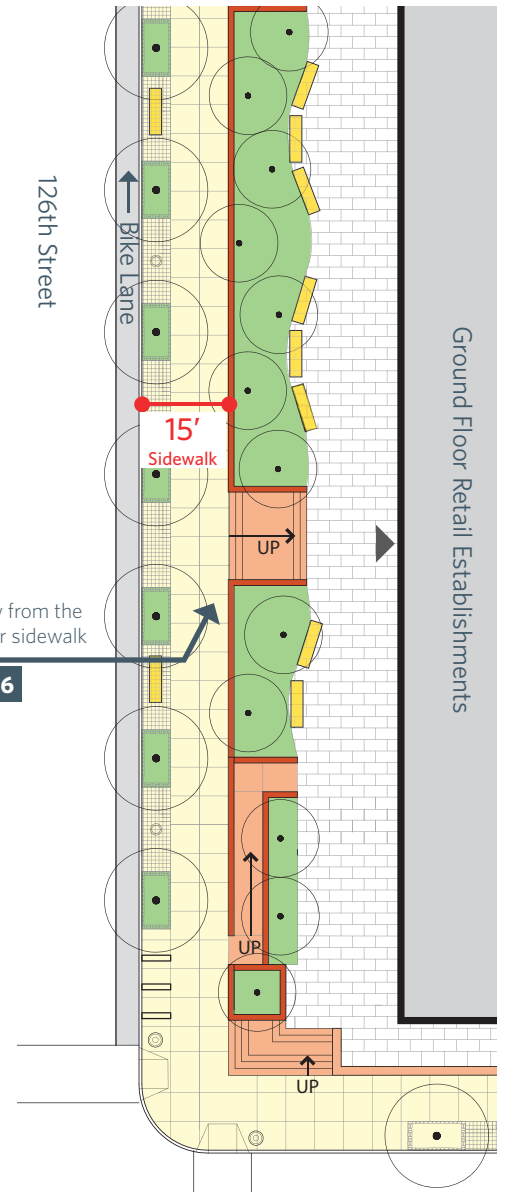 126th Street
Bike Lane
15’
Sidewalk
Ground Floor Retail Establishments
UP
from the
sidewalk
6
UP
UP